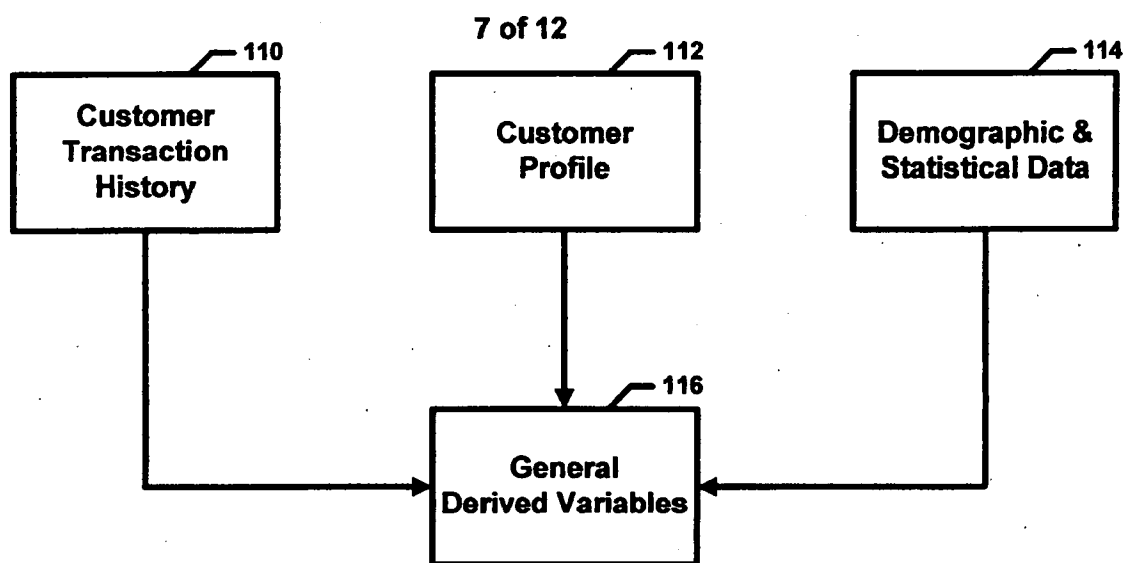 7 of 12
110
112
114
Customer
Transaction
History
Customer
Profile
Demographic &
Statistical Data
116
General
Derived Variables